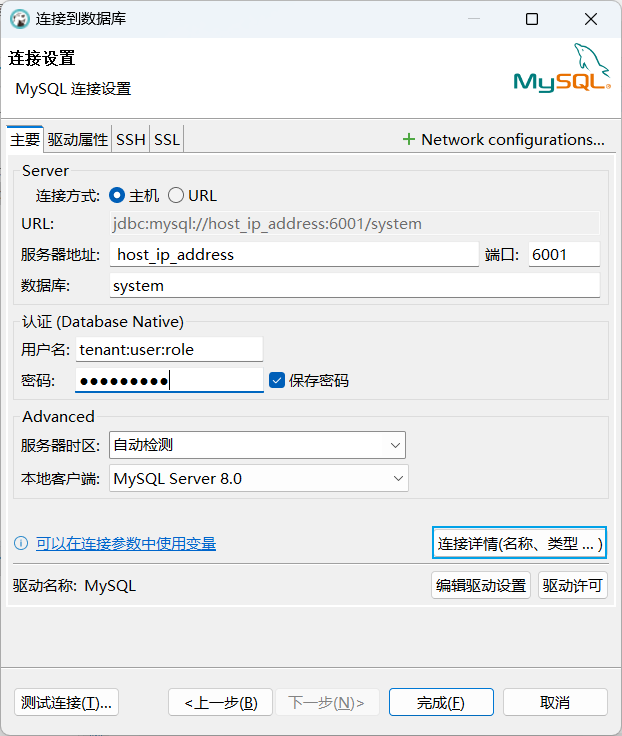 连接到数据库
连接设置
MySQL 连接设置
MySQL®
主要 驱动属性 SSH SSL + Network configurations...
Server
连接方式: 主机 URL
URL: jdbc:mysql://host_ip_address:6001/system
服务器地址: host_ip_address 端口: 6001
数据库: system
认证 (Database Native)
用户名: tenant:user:role
密码: ●●●●●●●●● 保存密码
Advanced
服务器时区: 自动检测
本地客户端: MySQL Server 8.0
可以在连接参数中使用变量 连接详情(名称、类型 ... )
驱动名称: MySQL 编辑驱动设置 驱动许可
测试连接(T)... <上一步(B) 下一步(N)> 完成(F) 取消